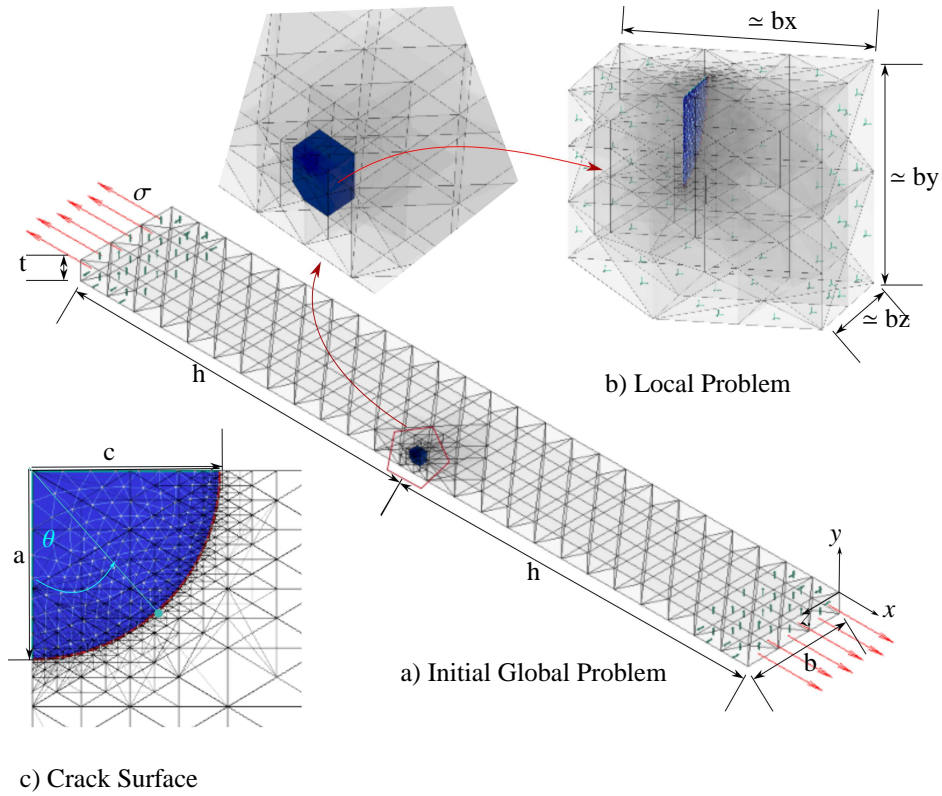 ≃ bx
≃ by
≃ bz
b) Local Problem
σ
t
h
h
y
x
z
b
a) Initial Global Problem
c
a
θ
c) Crack Surface